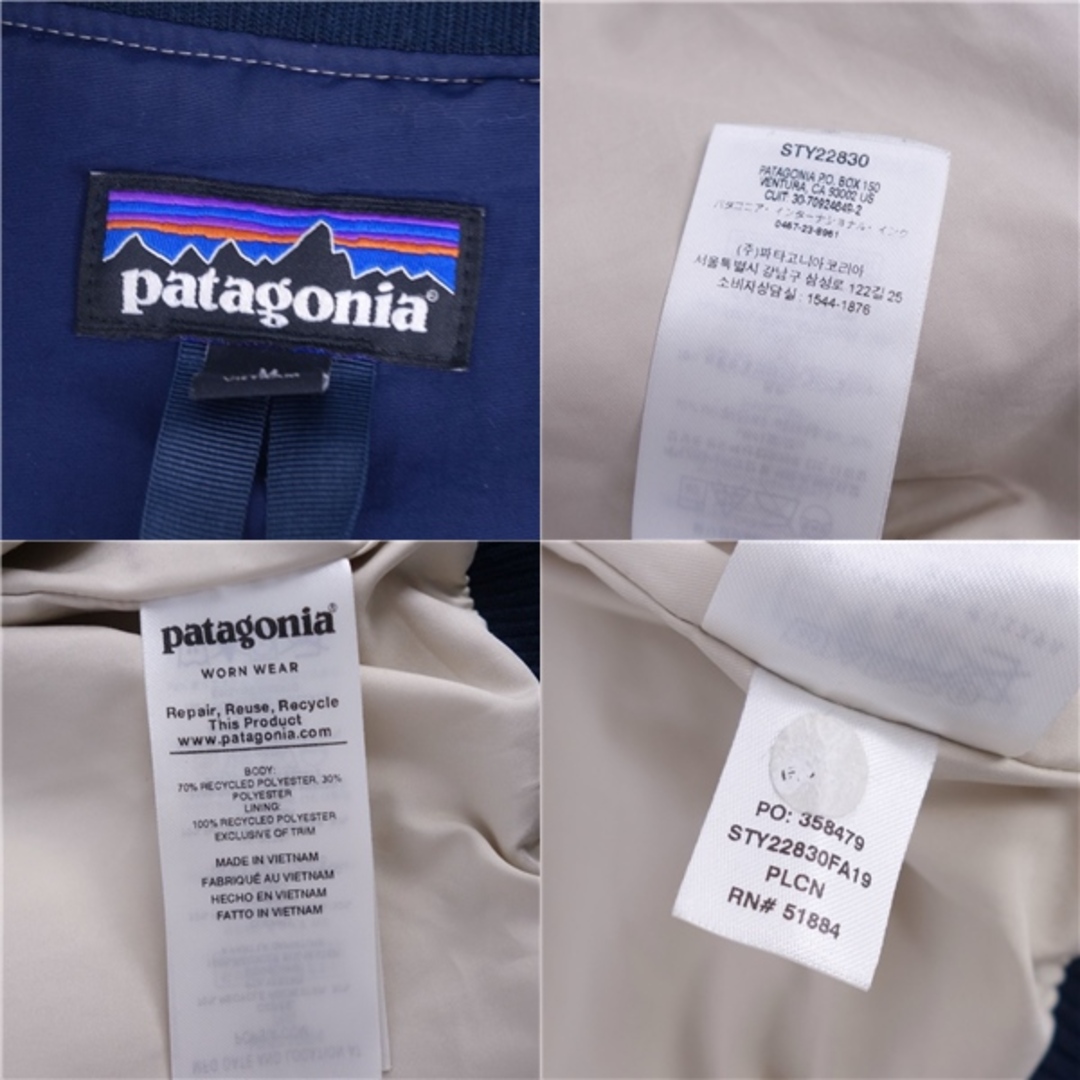 patagonia®
M
VIETNAM
STY22830
PATAGONIA PO. BOX 150
VENTURA, CA 93002 US
CUIT: 30-70924649-2
パタゴニア・インターナショナル・インク
0467-23-8961
(주)파타고니아코리아
서울특별시 강남구 삼성로 122길 25
소비자상담실 : 1544-1876
patagonia®
WORN WEAR
Repair, Reuse, Recycle
This Product
www.patagonia.com
BODY:
70% RECYCLED POLYESTER, 30%
POLYESTER
LINING:
100% RECYCLED POLYESTER
EXCLUSIVE OF TRIM
MADE IN VIETNAM
FABRIQUÉ AU VIETNAM
HECHO EN VIETNAM
FATTO IN VIETNAM
PO: 358479
STY22830FA19
PLCN
RN# 51884